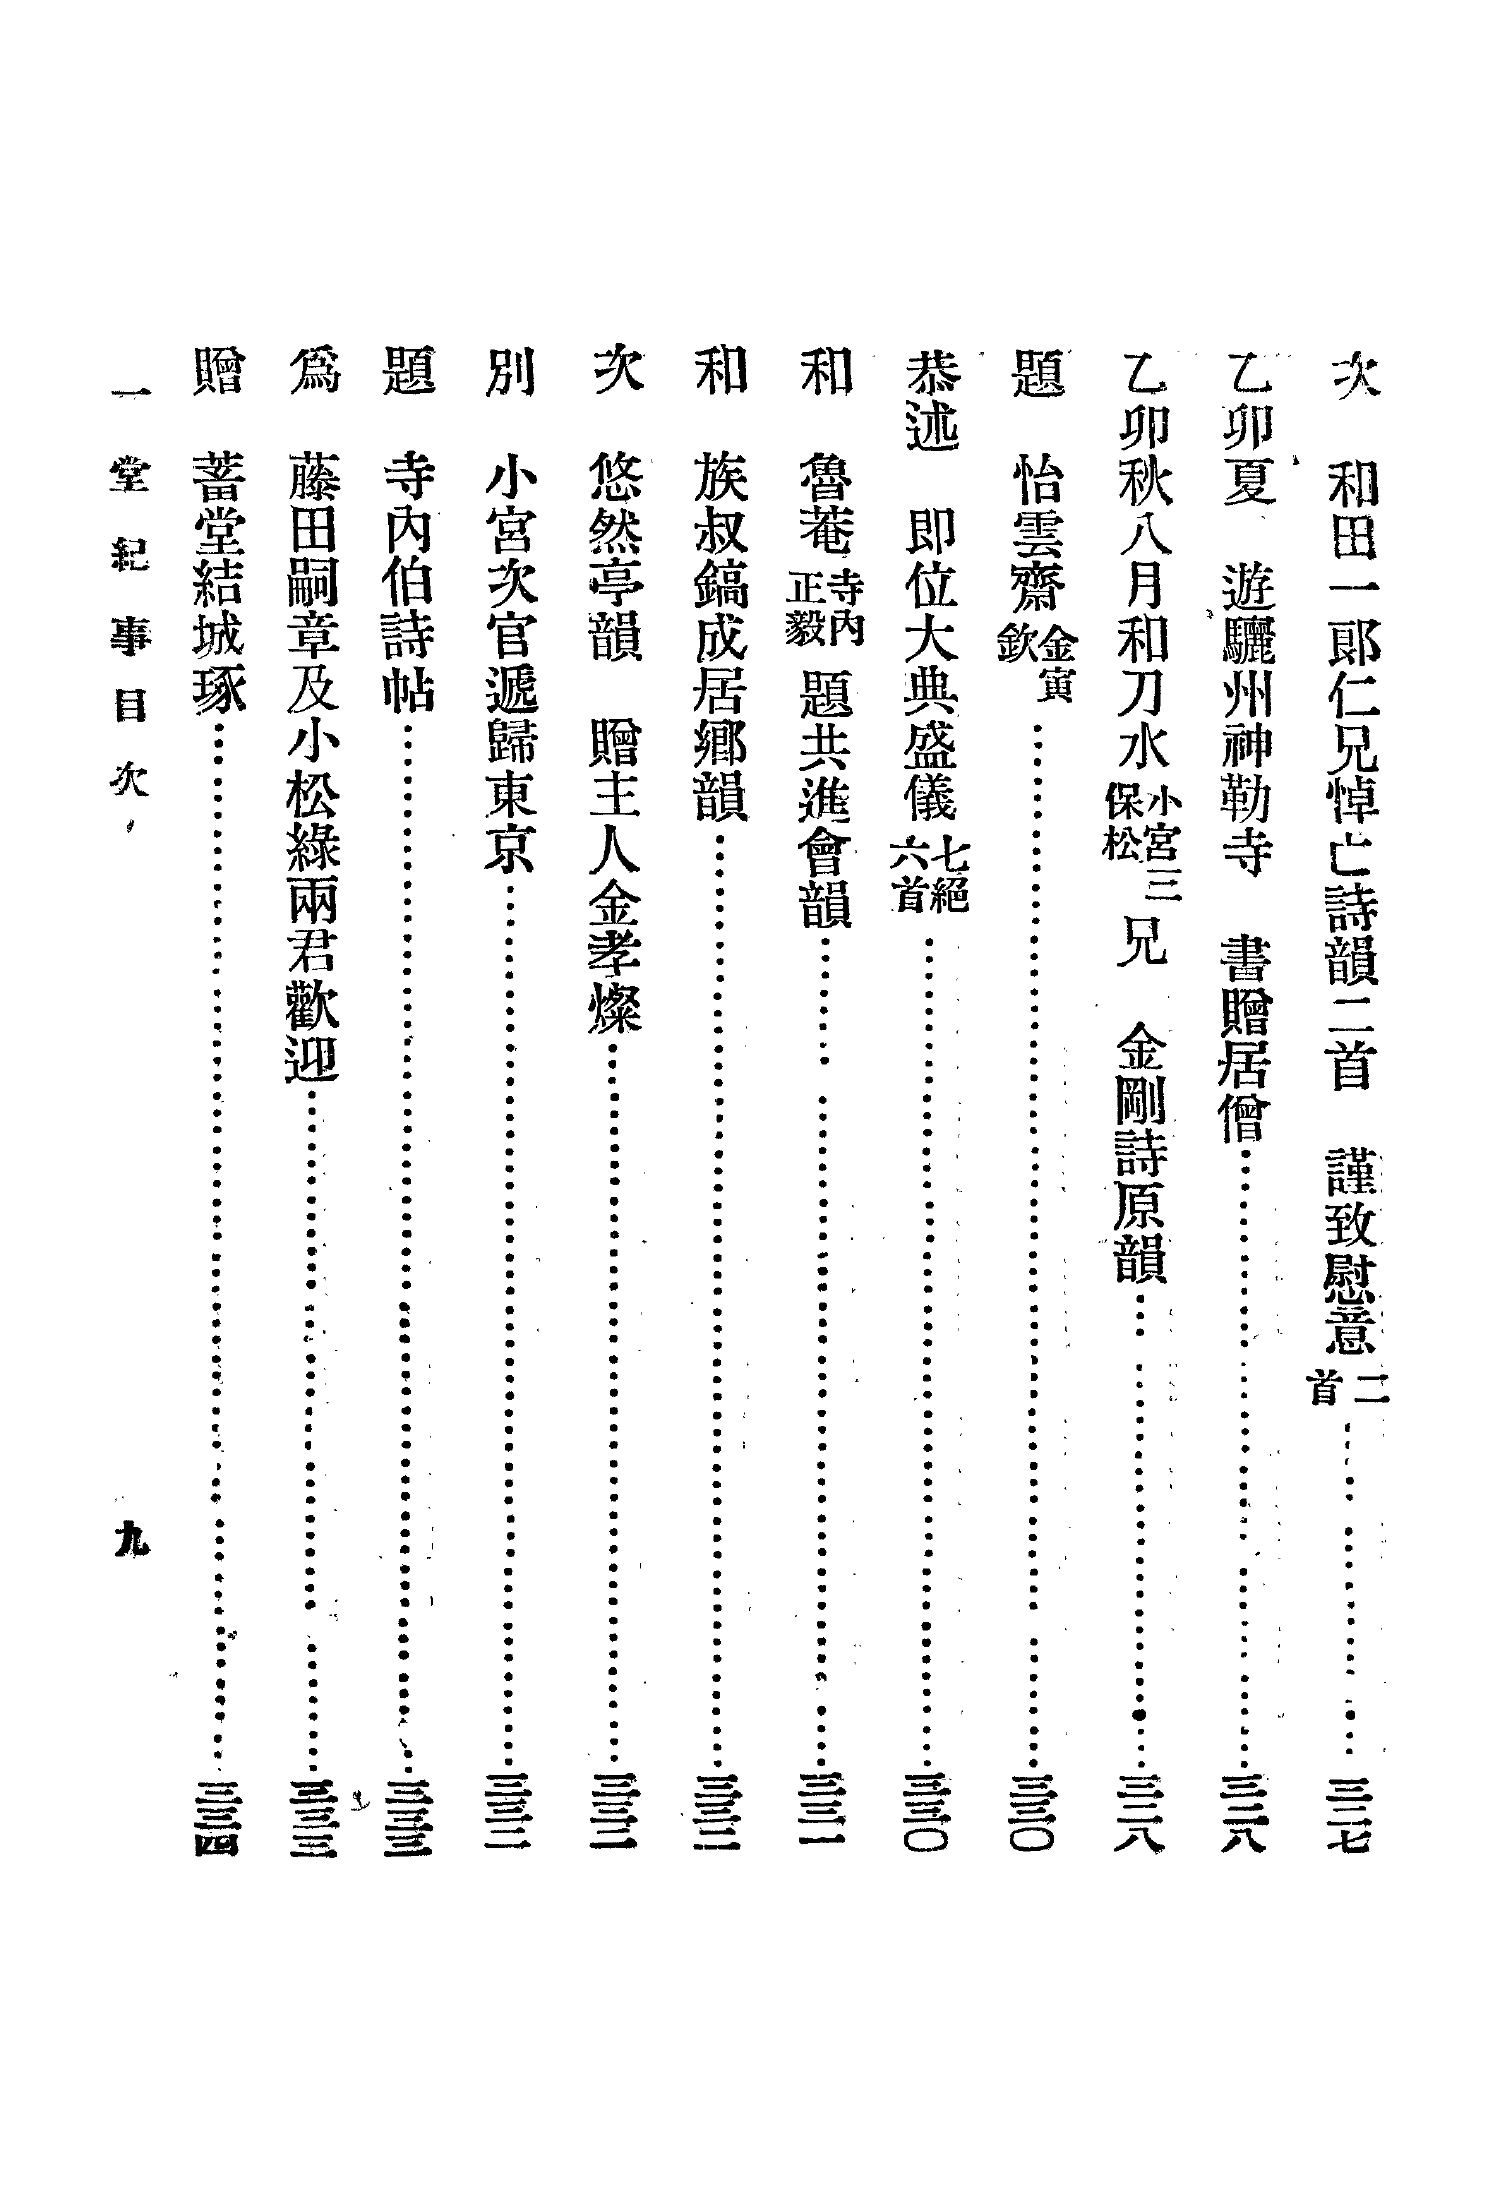 次　和田一郞仁兄悼亡詩韻二首　謹致慰意 二首………三二七
乙卯夏　遊驪州神勒寺　書贈居僧………三二八
乙卯秋八月和刀水 小宮三保松 兄　金剛詩原韻………三二八
題　怡雲齋 金寅欽………三三〇
恭述　卽位大典盛儀 七絕六首………三三〇
和　魯菴 寺內正毅 題共進會韻………三三一
和　族叔鎬成居鄕韻………三三二
次　悠然亭韻　贈主人金孝燦………三三二
別　小宮次官遞歸東京………三三二
題　寺內伯詩帖………三三三
爲　藤田嗣章及小松綠兩君歡迎………三三三
贈　蓄堂結城琢………三三四
一堂紀事目次　九